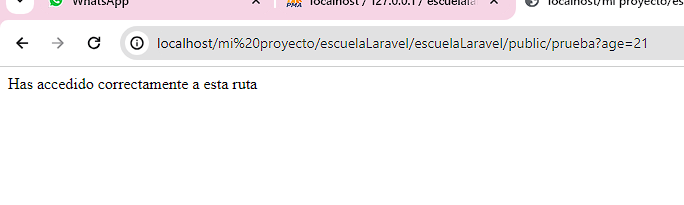 WhatsApp
localhost / 127.0.0.1 / escuelala
localhost/mi proyecto/es
localhost/mi%20proyecto/escuelaLaravel/escuelaLaravel/public/prueba?age=21
Has accedido correctamente a esta ruta